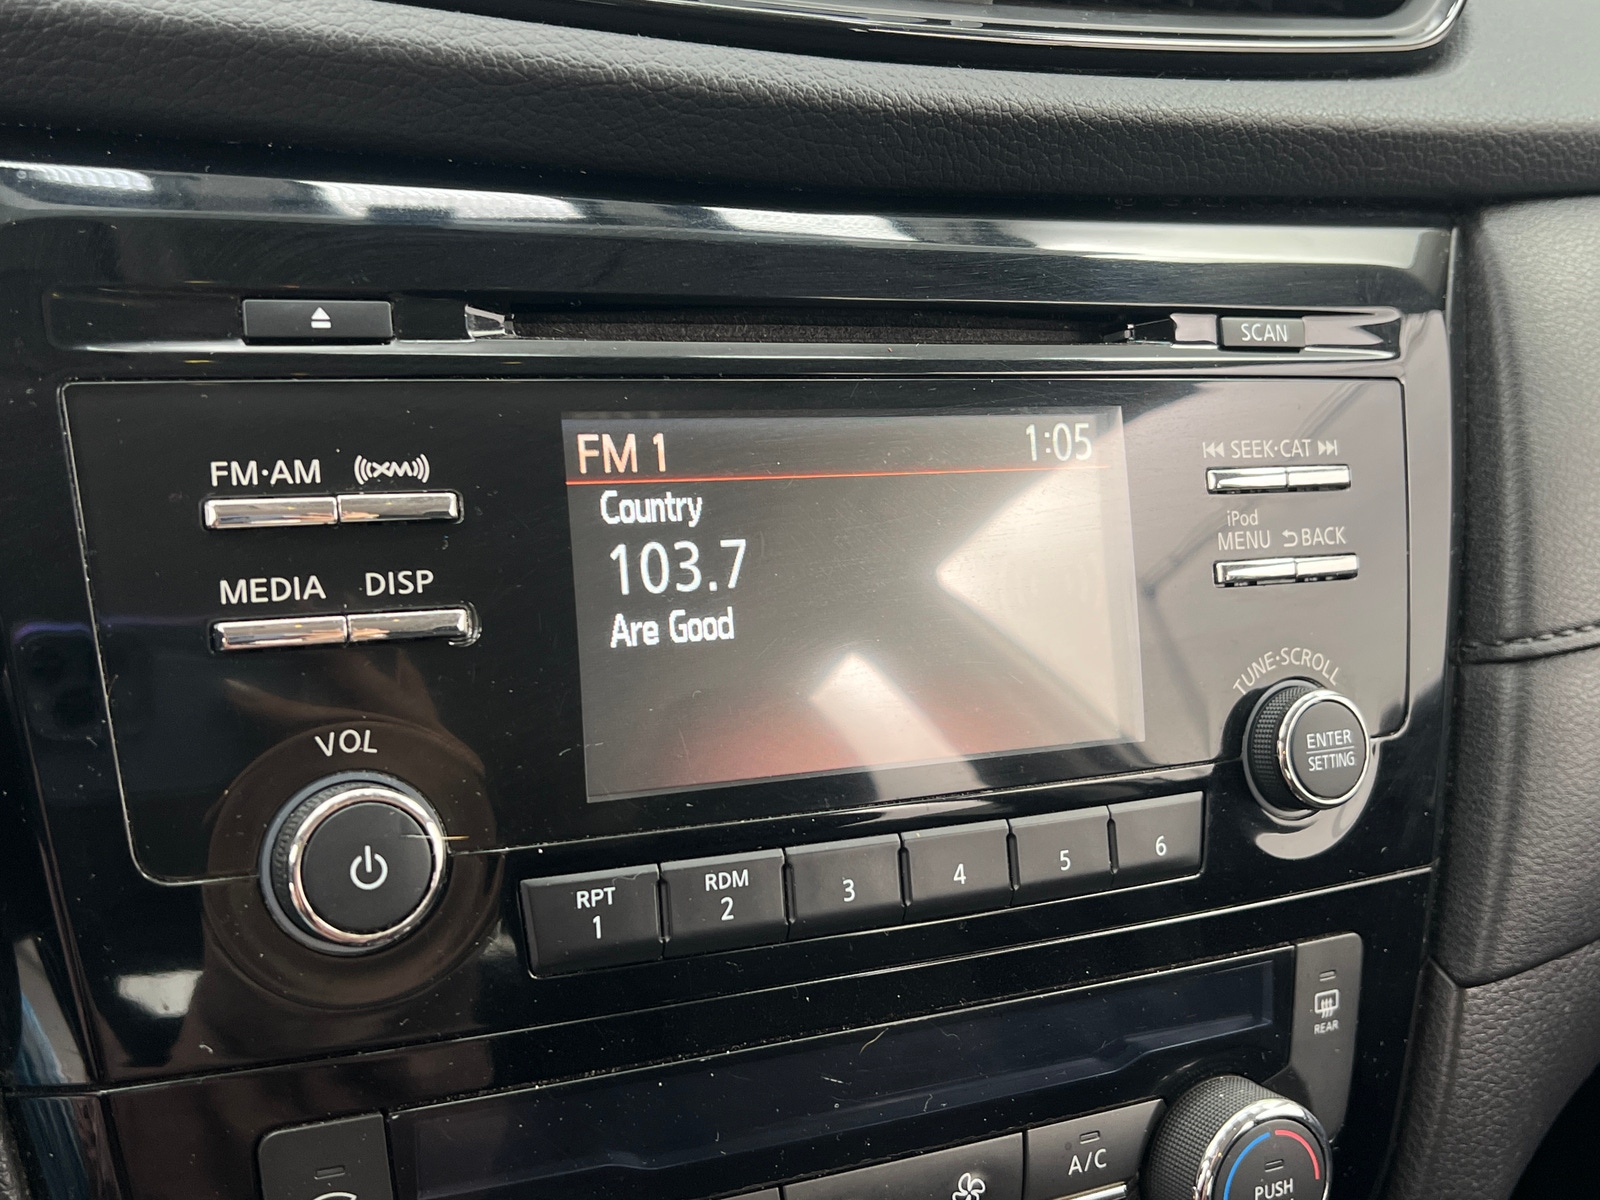 SCAN
FM·AM XM
MEDIA DISP
VOL
FM 1 1:05
Country
103.7
Are Good
SEEK·CAT
iPod
MENU BACK
TUNE·SCROLL
ENTER
SETTING
RPT
1
RDM
2
3
4
5
6
REAR
A/C
PUSH